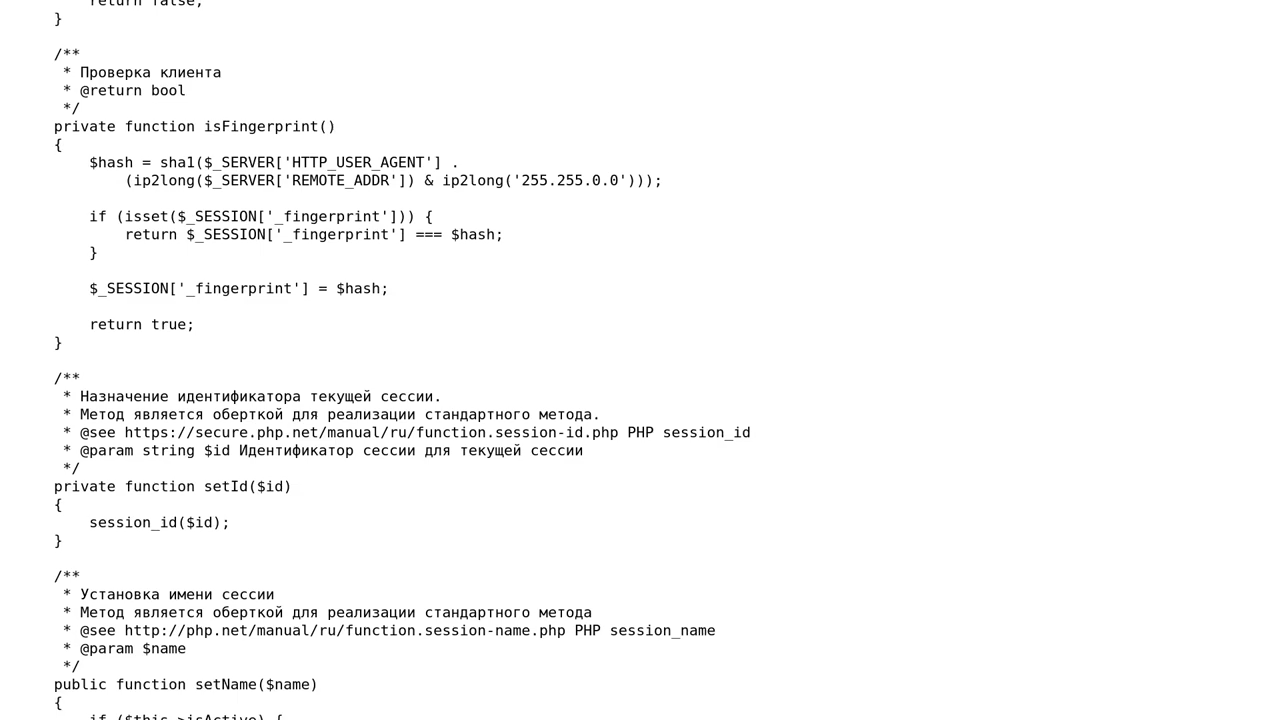 return false;
    }

    /**
     * Проверка клиента
     * @return bool
     */
    private function isFingerprint()
    {
        $hash = sha1($_SERVER['HTTP_USER_AGENT'] .
            (ip2long($_SERVER['REMOTE_ADDR']) & ip2long('255.255.0.0')));

        if (isset($_SESSION['_fingerprint'])) {
            return $_SESSION['_fingerprint'] === $hash;
        }

        $_SESSION['_fingerprint'] = $hash;

        return true;
    }

    /**
     * Назначение идентификатора текущей сессии.
     * Метод является оберткой для реализации стандартного метода.
     * @see https://secure.php.net/manual/ru/function.session-id.php PHP session_id
     * @param string $id Идентификатор сессии для текущей сессии
     */
    private function setId($id)
    {
        session_id($id);
    }

    /**
     * Установка имени сессии
     * Метод является оберткой для реализации стандартного метода
     * @see http://php.net/manual/ru/function.session-name.php PHP session_name
     * @param $name
     */
    public function setName($name)
    {
        if ($this->isActive) {